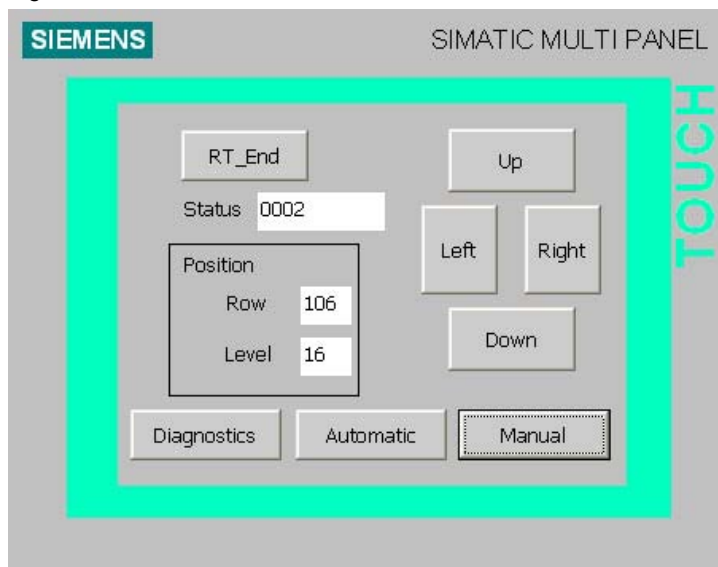 SIEMENS
SIMATIC MULTI PANEL
TOUCH
RT_End
Status 0002
Position
Row 106
Level 16
Up
Left Right
Down
Diagnostics Automatic Manual